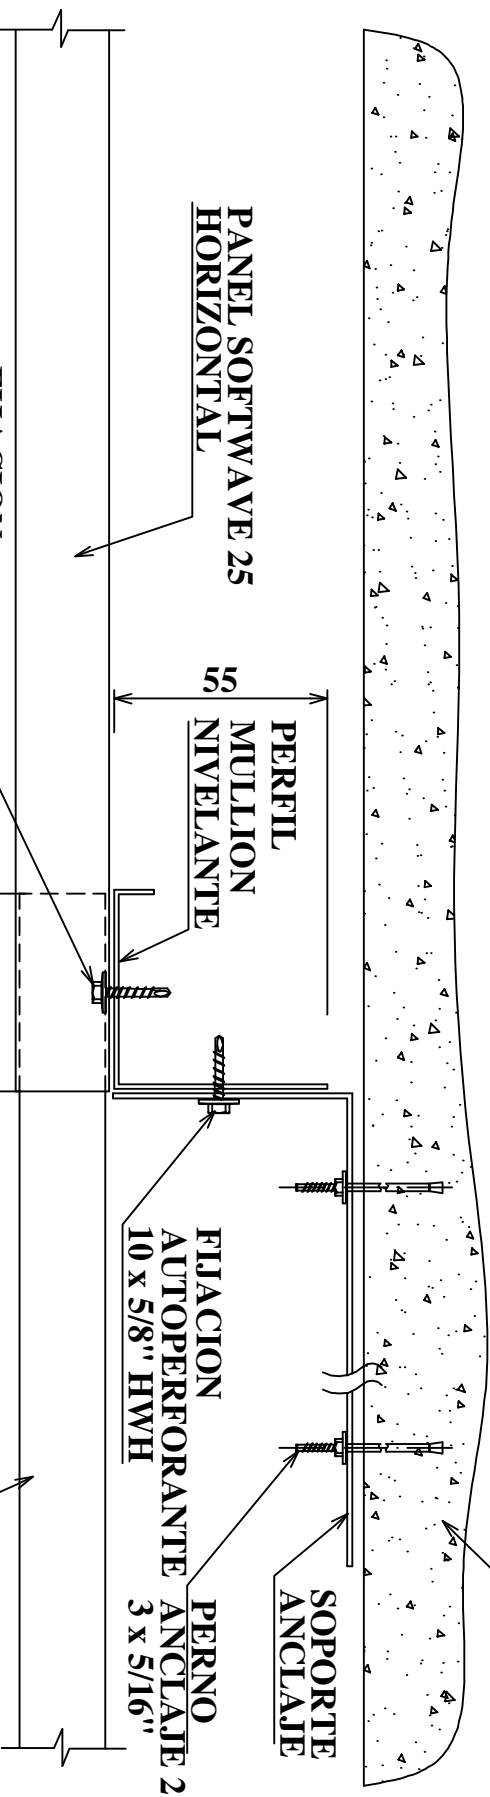 PANEL SOFTWAVE 25
HORIZONTAL
55
PERFIL
MULLION
NIVELANTE
FIJACION
AUTOPERFORANTE
10 x 5/8" HWH
PERNO
ANCLAJE 2
3 x 5/16"
SOPORTE
ANCLAJE